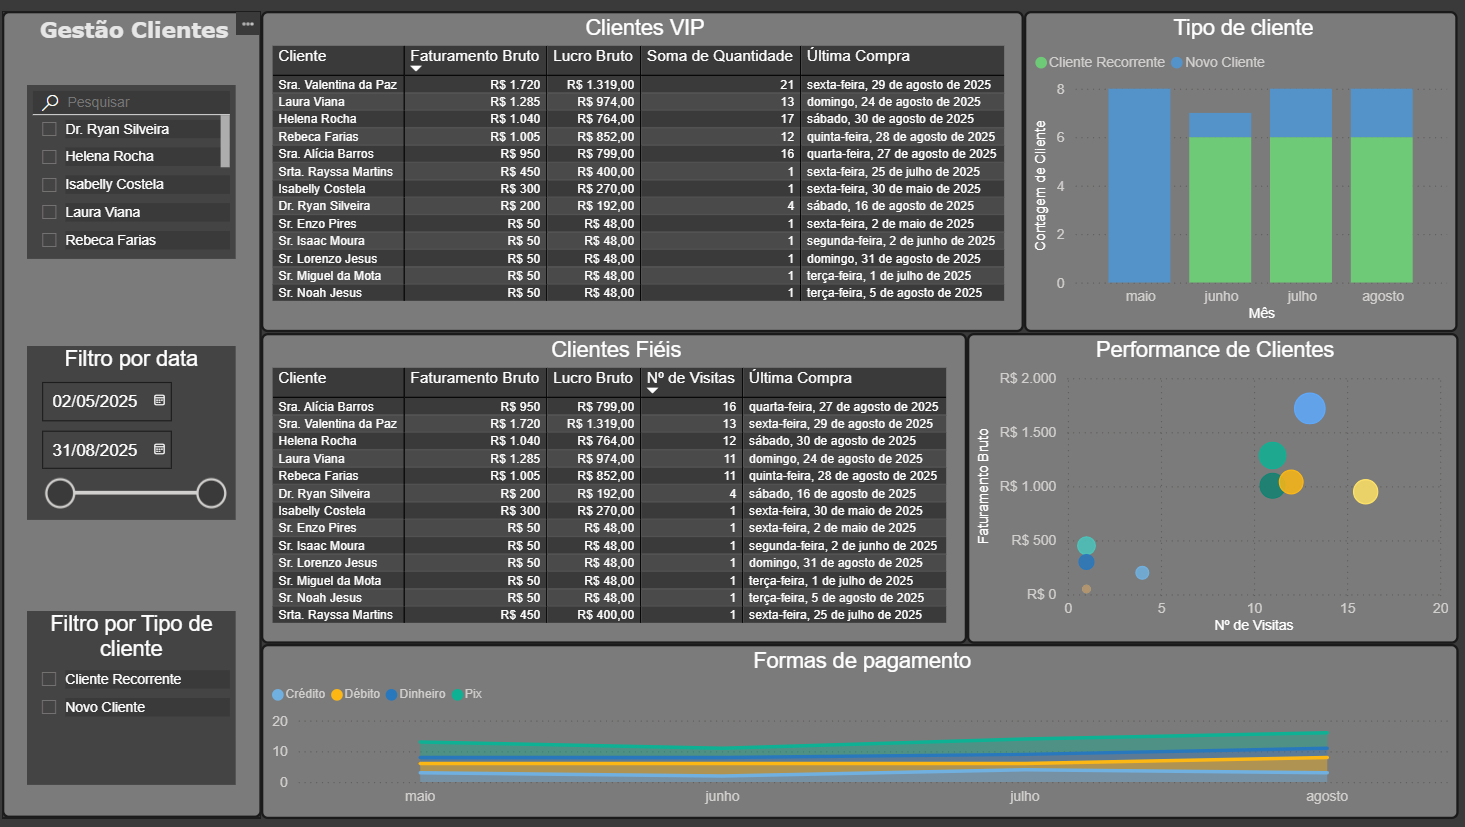 Gestão Clientes
Pesquisar
Dr. Ryan Silveira
Helena Rocha
Isabelly Costela
Laura Viana
Rebeca Farias
Filtro por data
02/05/2025
31/08/2025
Filtro por Tipo de
cliente
Cliente Recorrente
Novo Cliente
Clientes VIP
Cliente Faturamento Bruto Lucro Bruto Soma de Quantidade Última Compra
Sra. Valentina da Paz R$ 1.720 R$ 1.319,00 21 sexta-feira, 29 de agosto de 2025
Laura Viana R$ 1.285 R$ 974,00 13 domingo, 24 de agosto de 2025
Helena Rocha R$ 1.040 R$ 764,00 17 sábado, 30 de agosto de 2025
Rebeca Farias R$ 1.005 R$ 852,00 12 quinta-feira, 28 de agosto de 2025
Sra. Alícia Barros R$ 950 R$ 799,00 16 quarta-feira, 27 de agosto de 2025
Srta. Rayssa Martins R$ 450 R$ 400,00 1 sexta-feira, 25 de julho de 2025
Isabelly Costela R$ 300 R$ 270,00 1 sexta-feira, 30 de maio de 2025
Dr. Ryan Silveira R$ 200 R$ 192,00 4 sábado, 16 de agosto de 2025
Sr. Enzo Pires R$ 50 R$ 48,00 1 sexta-feira, 2 de maio de 2025
Sr. Isaac Moura R$ 50 R$ 48,00 1 segunda-feira, 2 de junho de 2025
Sr. Lorenzo Jesus R$ 50 R$ 48,00 1 domingo, 31 de agosto de 2025
Sr. Miguel da Mota R$ 50 R$ 48,00 1 terça-feira, 1 de julho de 2025
Sr. Noah Jesus R$ 50 R$ 48,00 1 terça-feira, 5 de agosto de 2025
Tipo de cliente
Cliente Recorrente Novo Cliente
Contagem de Cliente
8
6
4
2
0
maio junho julho agosto
Mês
Clientes Fiéis
Cliente Faturamento Bruto Lucro Bruto Nº de Visitas Última Compra
Sra. Alícia Barros R$ 950 R$ 799,00 16 quarta-feira, 27 de agosto de 2025
Sra. Valentina da Paz R$ 1.720 R$ 1.319,00 13 sexta-feira, 29 de agosto de 2025
Helena Rocha R$ 1.040 R$ 764,00 12 sábado, 30 de agosto de 2025
Laura Viana R$ 1.285 R$ 974,00 11 domingo, 24 de agosto de 2025
Rebeca Farias R$ 1.005 R$ 852,00 11 quinta-feira, 28 de agosto de 2025
Dr. Ryan Silveira R$ 200 R$ 192,00 4 sábado, 16 de agosto de 2025
Isabelly Costela R$ 300 R$ 270,00 1 sexta-feira, 30 de maio de 2025
Sr. Enzo Pires R$ 50 R$ 48,00 1 sexta-feira, 2 de maio de 2025
Sr. Isaac Moura R$ 50 R$ 48,00 1 segunda-feira, 2 de junho de 2025
Sr. Lorenzo Jesus R$ 50 R$ 48,00 1 domingo, 31 de agosto de 2025
Sr. Miguel da Mota R$ 50 R$ 48,00 1 terça-feira, 1 de julho de 2025
Sr. Noah Jesus R$ 50 R$ 48,00 1 terça-feira, 5 de agosto de 2025
Srta. Rayssa Martins R$ 450 R$ 400,00 1 sexta-feira, 25 de julho de 2025
Performance de Clientes
Faturamento Bruto
R$ 2.000
R$ 1.500
R$ 1.000
R$ 500
R$ 0
0 5 10 15 20
Nº de Visitas
Formas de pagamento
Crédito Débito Dinheiro Pix
20
10
0
maio junho julho agosto